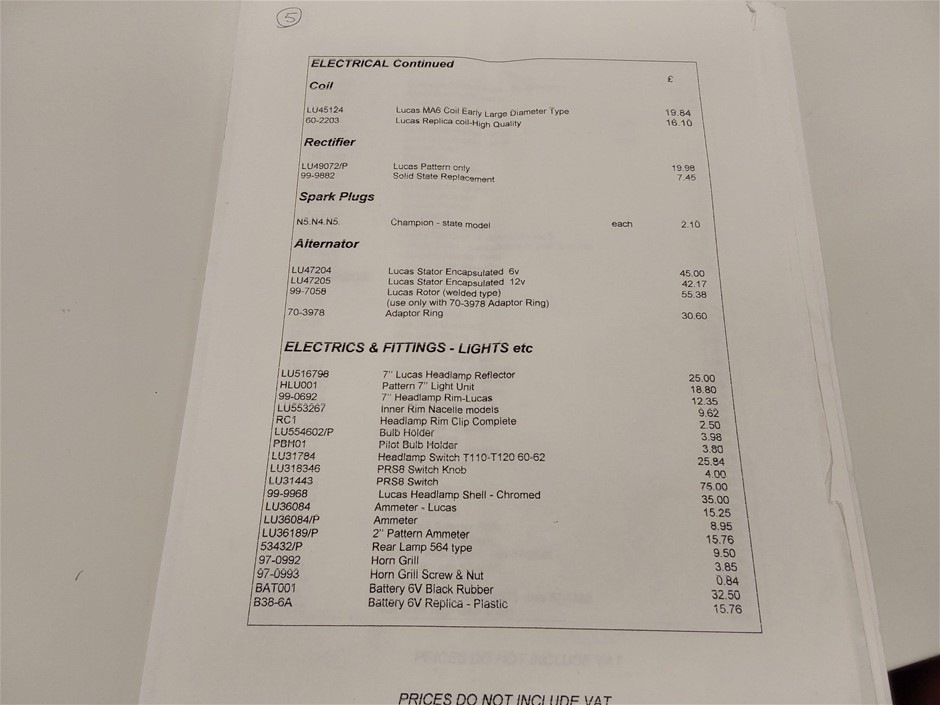 5
ELECTRICAL Continued
£
Coil
LU45124 Lucas MA6 Coil Early Large Diameter Type 19.84
60-2203 Lucas Replica coil-High Quality 16.10
Rectifier
LU49072/P Lucas Pattern only 19.98
99-9882 Solid State Replacement 7.45
Spark Plugs
N5.N4.N5. Champion - state model each 2.10
Alternator
LU47204 Lucas Stator Encapsulated 6v 45.00
LU47205 Lucas Stator Encapsulated 12v 42.17
99-7058 Lucas Rotor (welded type) 55.38
(use only with 70-3978 Adaptor Ring)
70-3978 Adaptor Ring 30.60
ELECTRICS & FITTINGS - LIGHTS etc
LU516798 7" Lucas Headlamp Reflector 25.00
HLU001 Pattern 7" Light Unit 18.80
99-0692 7" Headlamp Rim-Lucas 12.35
LU553267 Inner Rim Nacelle models 9.62
RC1 Headlamp Rim Clip Complete 2.50
LU554602/P Bulb Holder 3.98
PBH01 Pilot Bulb Holder 3.80
LU31784 Headlamp Switch T110-T120 60-62 25.84
LU318346 PRS8 Switch Knob 4.00
LU31443 PRS8 Switch 75.00
99-9968 Lucas Headlamp Shell - Chromed 35.00
LU36084 Ammeter - Lucas 15.25
LU36084/P Ammeter 8.95
LU36189/P 2" Pattern Ammeter 15.76
53432/P Rear Lamp 564 type 9.50
97-0992 Horn Grill 3.85
97-0993 Horn Grill Screw & Nut 0.84
BAT001 Battery 6V Black Rubber 32.50
B38-6A Battery 6V Replica - Plastic 15.76
PRICES DO NOT INCLUDE VAT